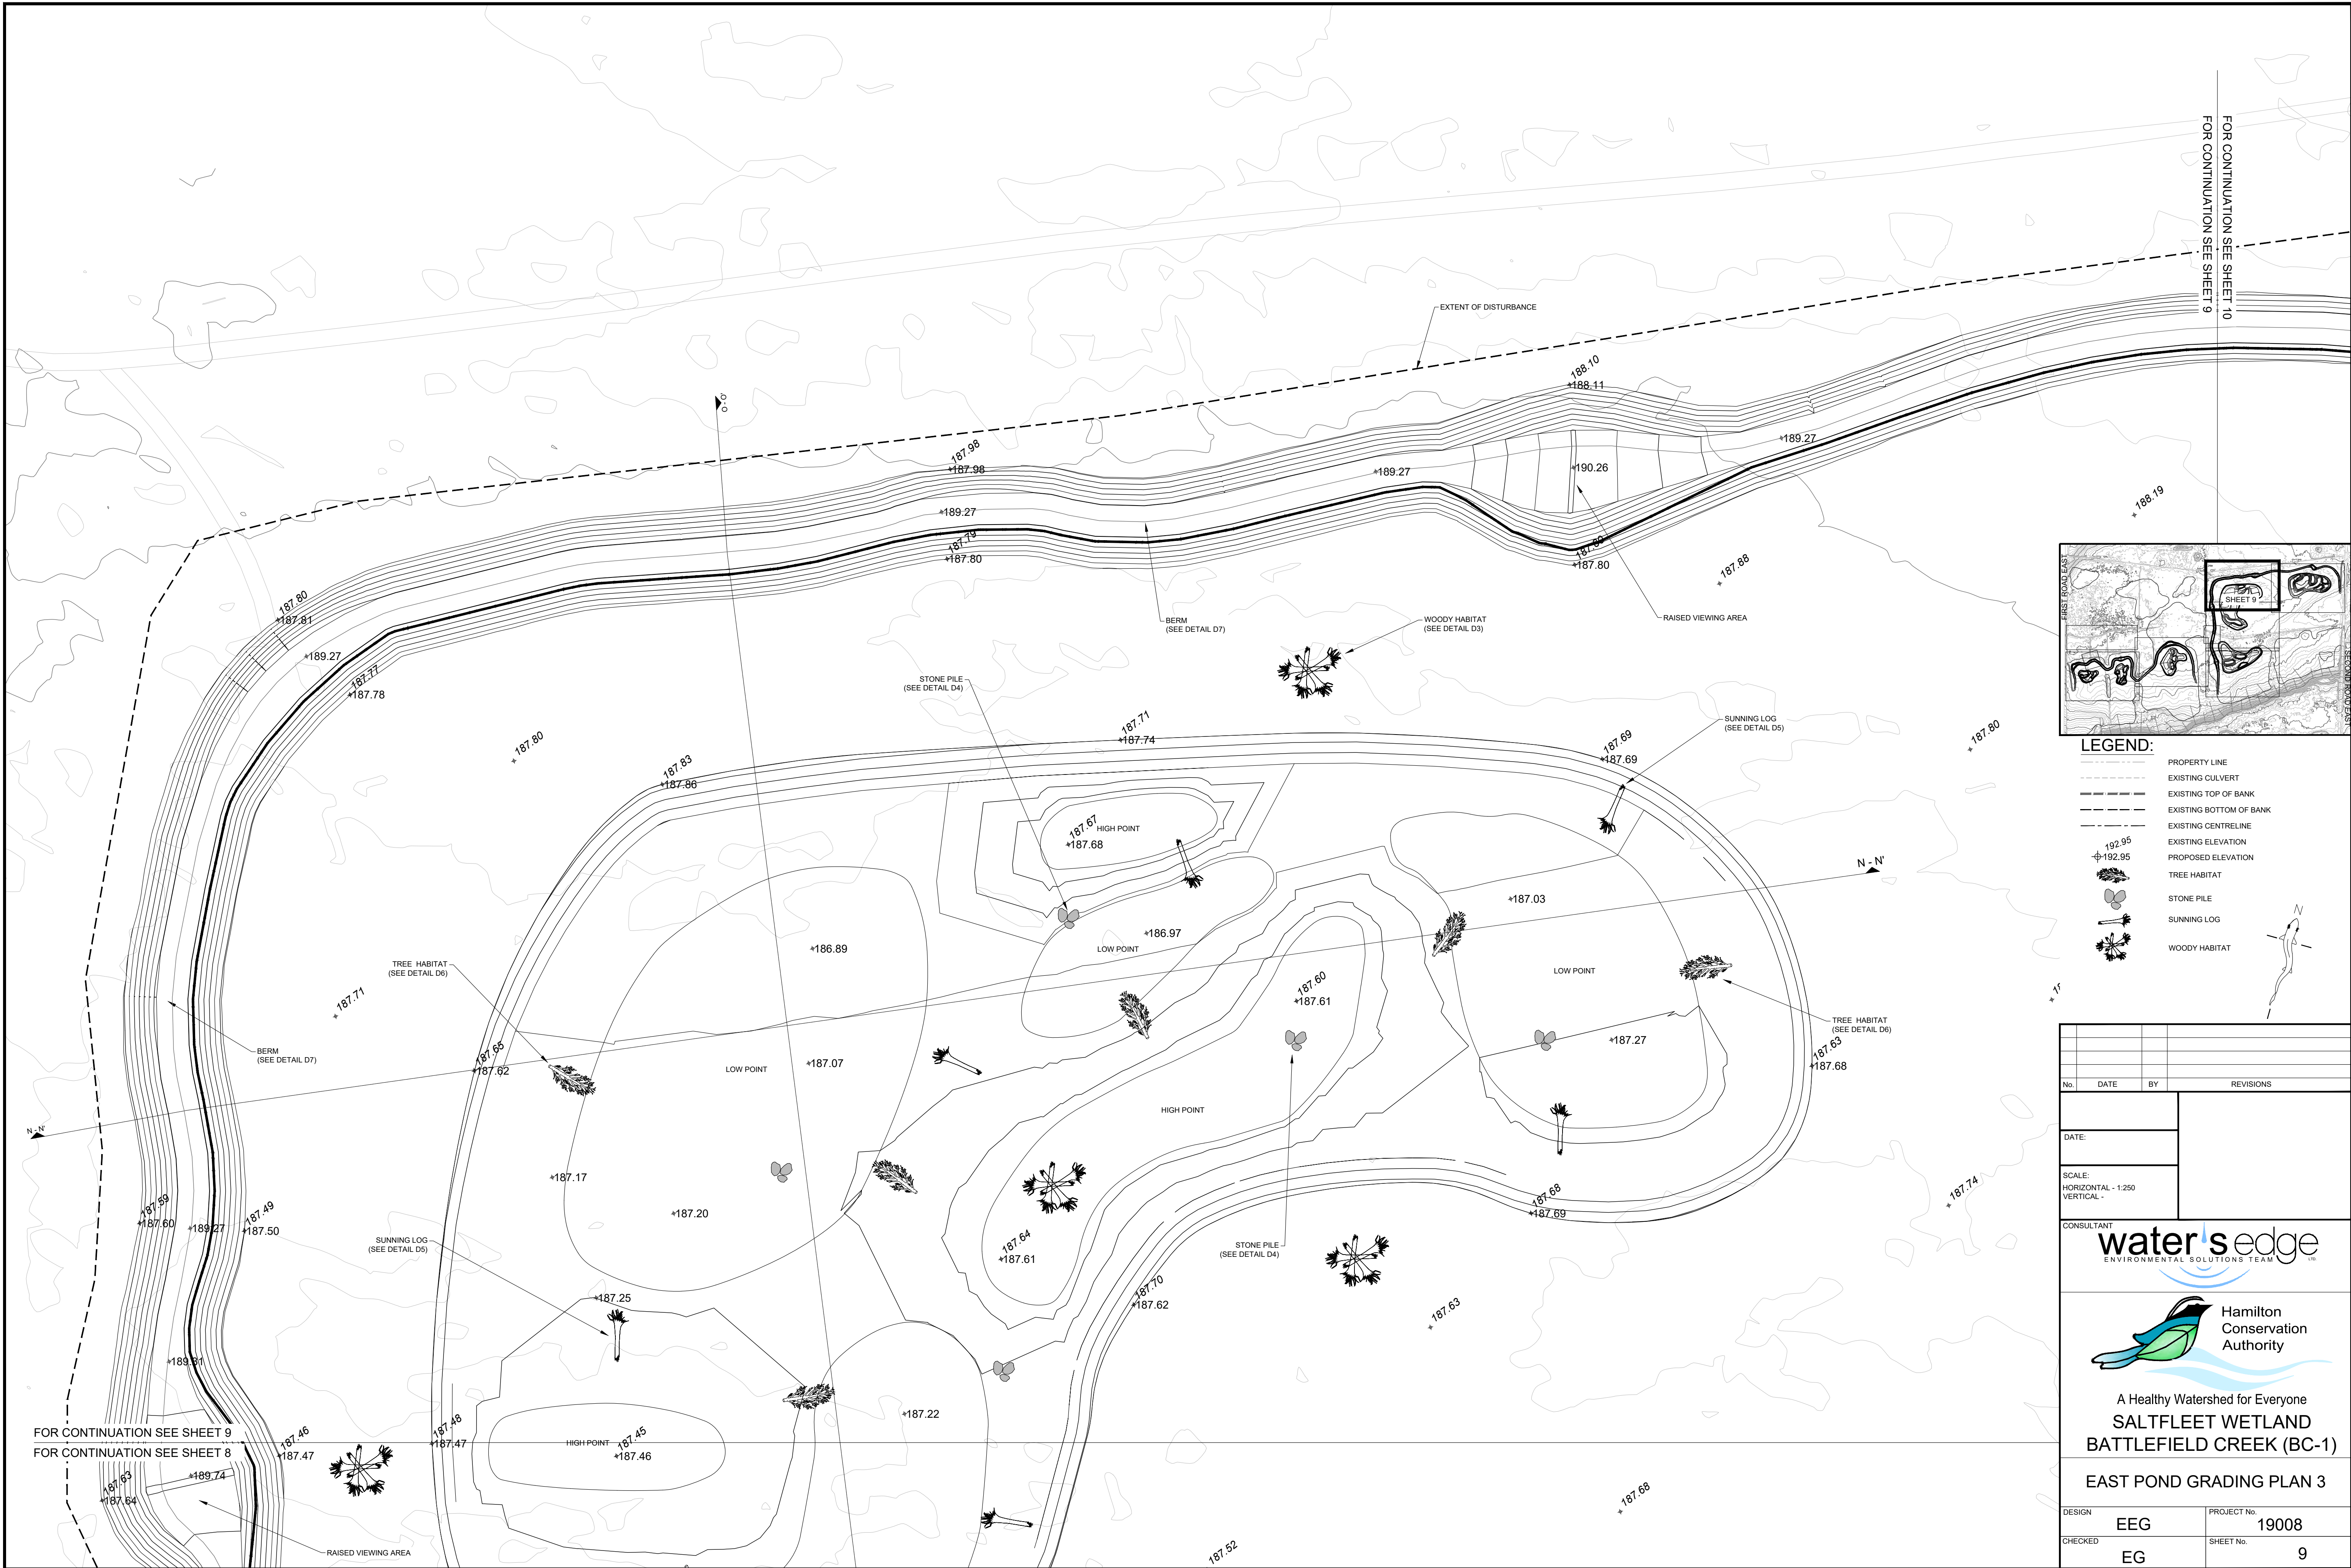 FOR CONTINUATION SEE SHEET 10
FOR CONTINUATION SEE SHEET 9
EXTENT OF DISTURBANCE
188.10
188.11
O - O'
189.27
187.98
187.98
189.27
190.26
188.19
189.27
187.79
187.80
187.80
187.80
187.88
187.80
187.81
BERM
(SEE DETAIL D7)
WOODY HABITAT
(SEE DETAIL D3)
RAISED VIEWING AREA
189.27
187.77
187.78
STONE PILE
(SEE DETAIL D4)
187.80
187.71
187.74
187.69
187.69
SUNNING LOG
(SEE DETAIL D5)
187.80
187.83
187.86
187.67
187.68
HIGH POINT
N - N'
187.03
186.97
LOW POINT
186.89
TREE HABITAT
(SEE DETAIL D6)
LOW POINT
187.60
187.61
187.71
TREE HABITAT
(SEE DETAIL D6)
187.27
187.63
187.68
BERM
(SEE DETAIL D7)
187.65
187.62
LOW POINT
187.07
HIGH POINT
N - N'
187.17
187.20
187.59
187.60
189.27
187.49
187.50
187.68
187.69
187.74
SUNNING LOG
(SEE DETAIL D5)
187.64
187.61
STONE PILE
(SEE DETAIL D4)
187.25
187.70
187.62
187.63
189.31
187.22
FOR CONTINUATION SEE SHEET 9
FOR CONTINUATION SEE SHEET 8
187.46
187.47
187.48
187.47
HIGH POINT
187.45
187.46
187.63
187.64
189.74
187.68
RAISED VIEWING AREA
187.52
FIRST ROAD EAST
SHEET 9
SECOND ROAD EAST
LEGEND:
PROPERTY LINE
EXISTING CULVERT
EXISTING TOP OF BANK
EXISTING BOTTOM OF BANK
EXISTING CENTRELINE
192.95 EXISTING ELEVATION
192.95 PROPOSED ELEVATION
TREE HABITAT
STONE PILE
SUNNING LOG
WOODY HABITAT
N
No. DATE BY REVISIONS
DATE:
SCALE:
HORIZONTAL - 1:250
VERTICAL -
CONSULTANT
water's edge
ENVIRONMENTAL SOLUTIONS TEAM LTD
Hamilton
Conservation
Authority
A Healthy Watershed for Everyone
SALTFLEET WETLAND
BATTLEFIELD CREEK (BC-1)
EAST POND GRADING PLAN 3
DESIGN
EEG
PROJECT No.
19008
CHECKED
EG
SHEET No.
9